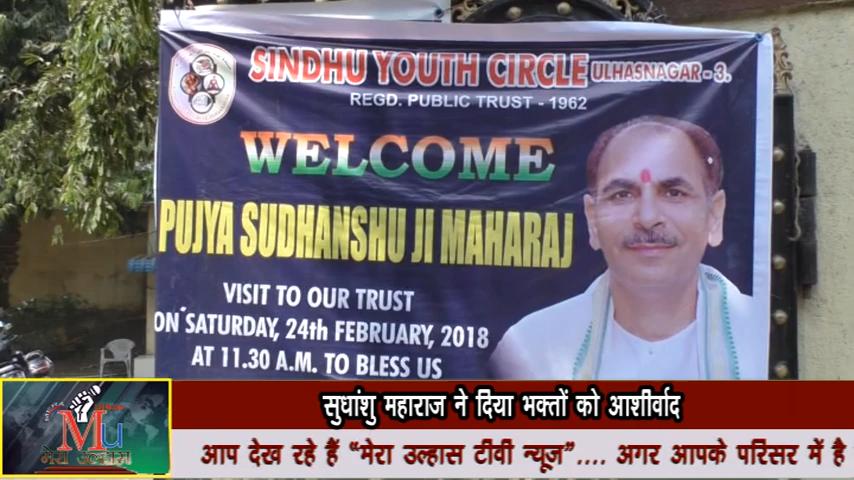 SINDHU YOUTH CIRCLE ULHASNAGAR - 3.
REGD. PUBLIC TRUST - 1962
WELCOME
PUJYA SUDHANSHU JI MAHARAJ
VISIT TO OUR TRUST
ON SATURDAY, 24th FEBRUARY, 2018
AT 11.30 A.M. TO BLESS US
सुधांशु महाराज ने दिया भक्तों को आशीर्वाद
Mu
मेरा उल्हास
आप देख रहे हैं “मेरा उल्हास टीवी न्यूज”.... अगर आपके परिसर में है